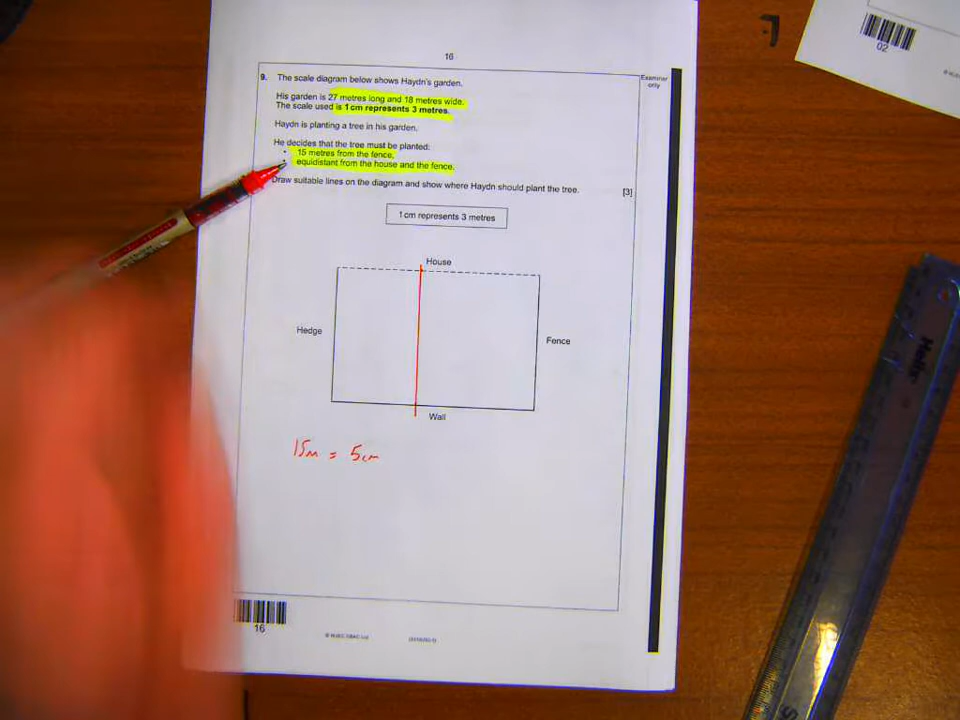 16
9. The scale diagram below shows Haydn's garden.
Examiner
only
His garden is 27 metres long and 18 metres wide.
The scale used is 1 cm represents 3 metres.
Haydn is planting a tree in his garden.
He decides that the tree must be planted:
• 15 metres from the fence,
• equidistant from the house and the fence.
Draw suitable lines on the diagram and show where Haydn should plant the tree. [3]
1 cm represents 3 metres
House
Hedge
Fence
Wall
15m = 5cm
16
02